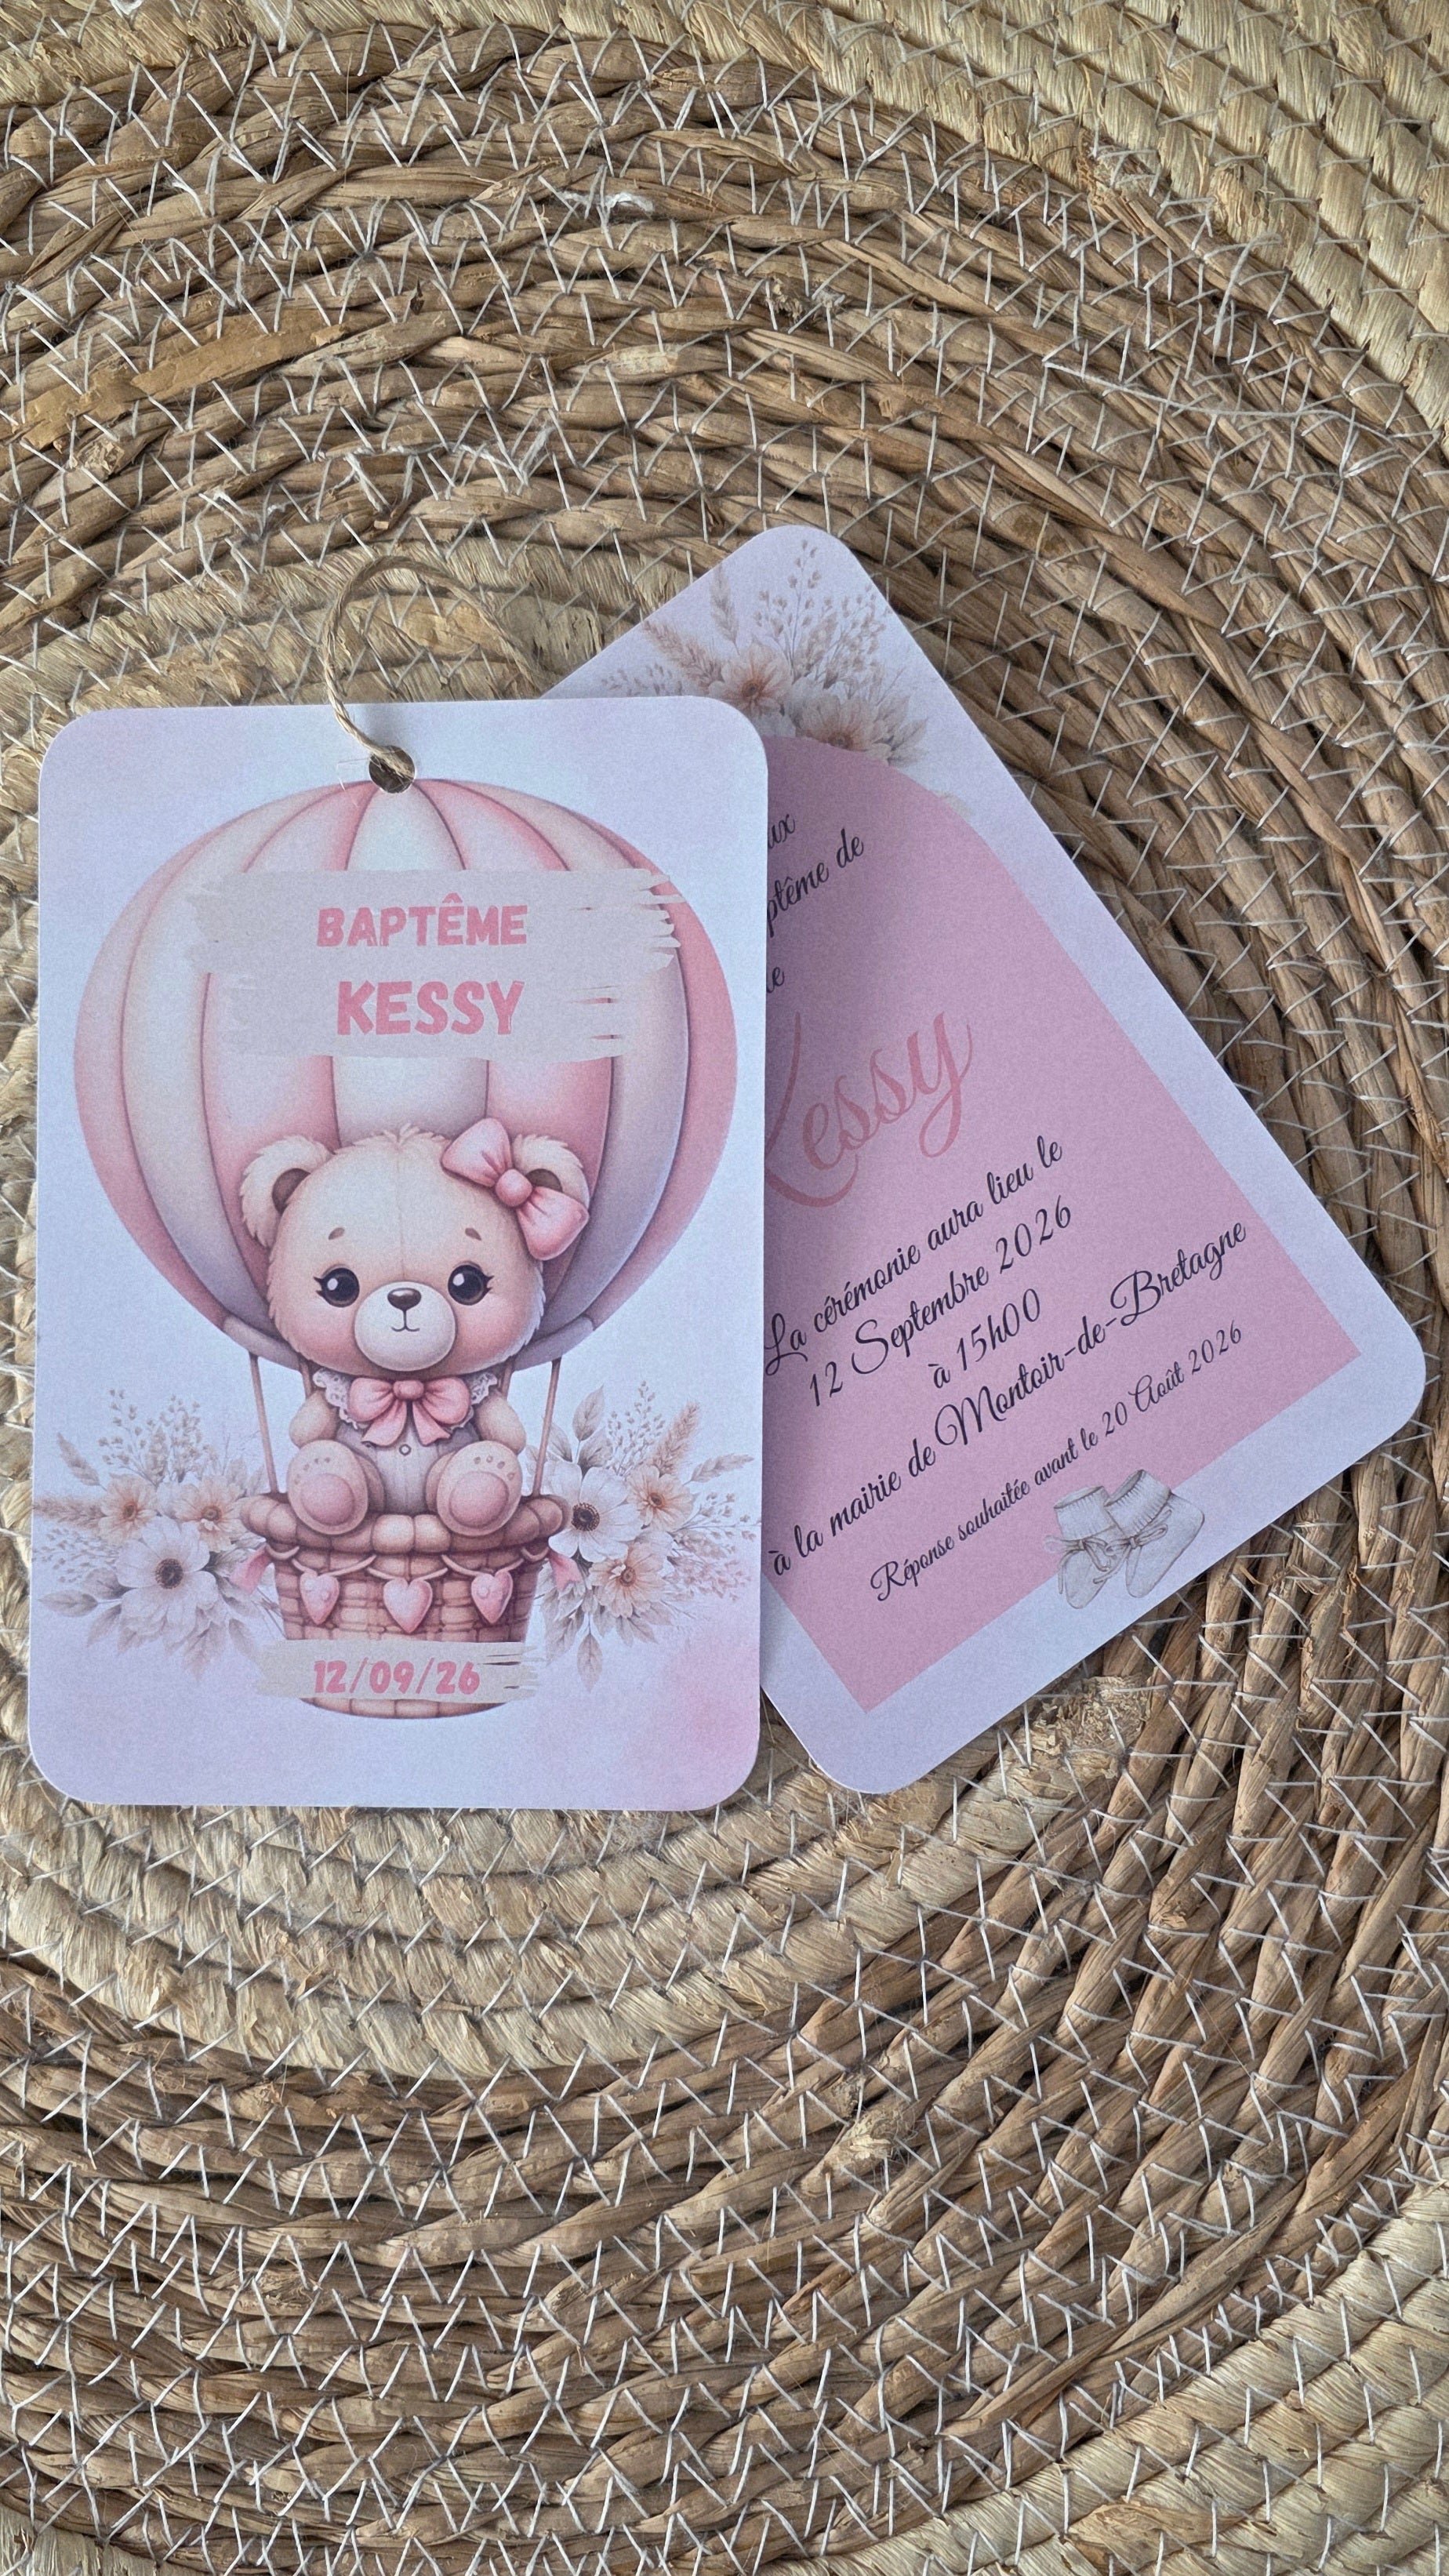 BAPTÊME
KESSY
12/09/26
de
Kessy
La cérémonie aura lieu le
12 Septembre 2026
à 15h00
à la mairie de Montoir-de-Bretagne
Réponse souhaitée avant le 20 Août 2026